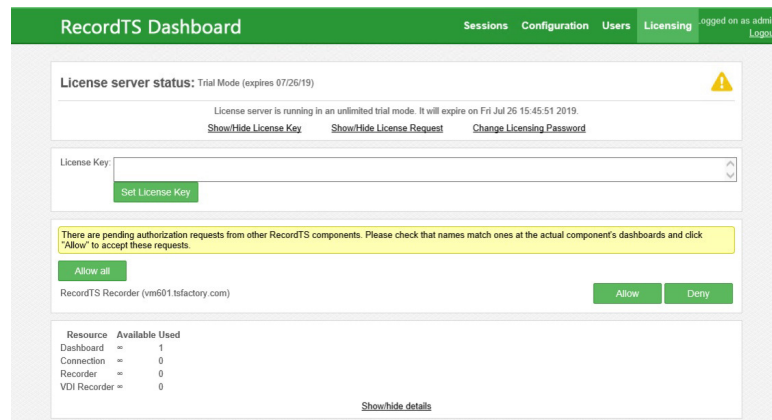 RecordTS Dashboard
Sessions Configuration Users Licensing
ogged on as admi
Logou
License server status: Trial Mode (expires 07/26/19)
License server is running in an unlimited trial mode. It will expire on Fri Jul 26 15:45:51 2019.
Show/Hide License Key Show/Hide License Request Change Licensing Password
License Key:
Set License Key
There are pending authorization requests from other RecordTS components. Please check that names match ones at the actual component's dashboards and click
"Allow" to accept these requests.
Allow all
RecordTS Recorder (vm601.tsfactory.com) Allow Deny
Resource Available Used
Dashboard ∞ 1
Connection ∞ 0
Recorder ∞ 0
VDI Recorder ∞ 0
Show/hide details